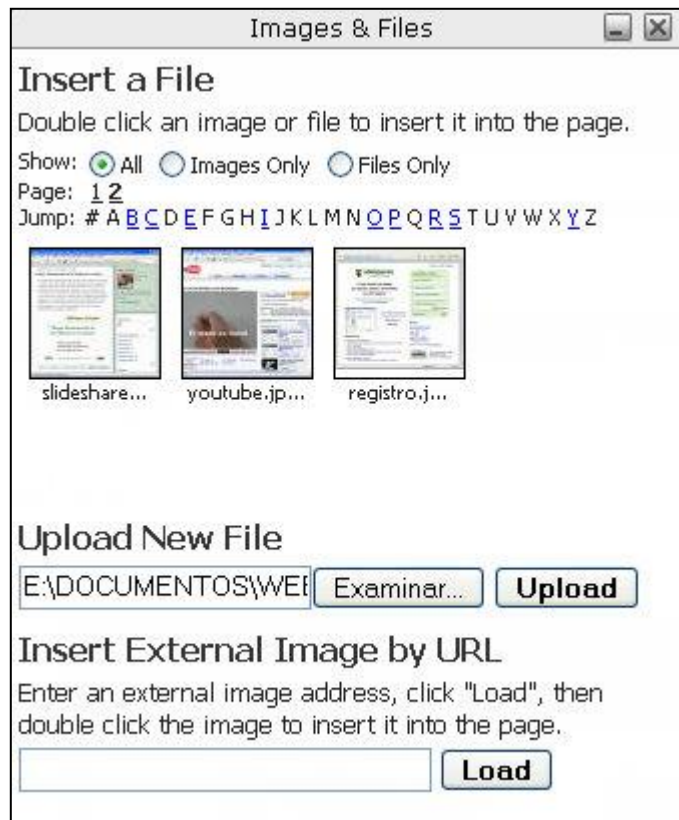 Images & Files
Insert a File
Double click an image or file to insert it into the page.
Show: All Images Only Files Only
Page: 1 2
Jump: # A B C D E F G H I J K L M N O P Q R S T U V W X Y Z
slideshare... youtube.jp... registro.j...
Upload New File
E:\DOCUMENTOS\WEB Examinar... Upload
Insert External Image by URL
Enter an external image address, click "Load", then
double click the image to insert it into the page.
Load